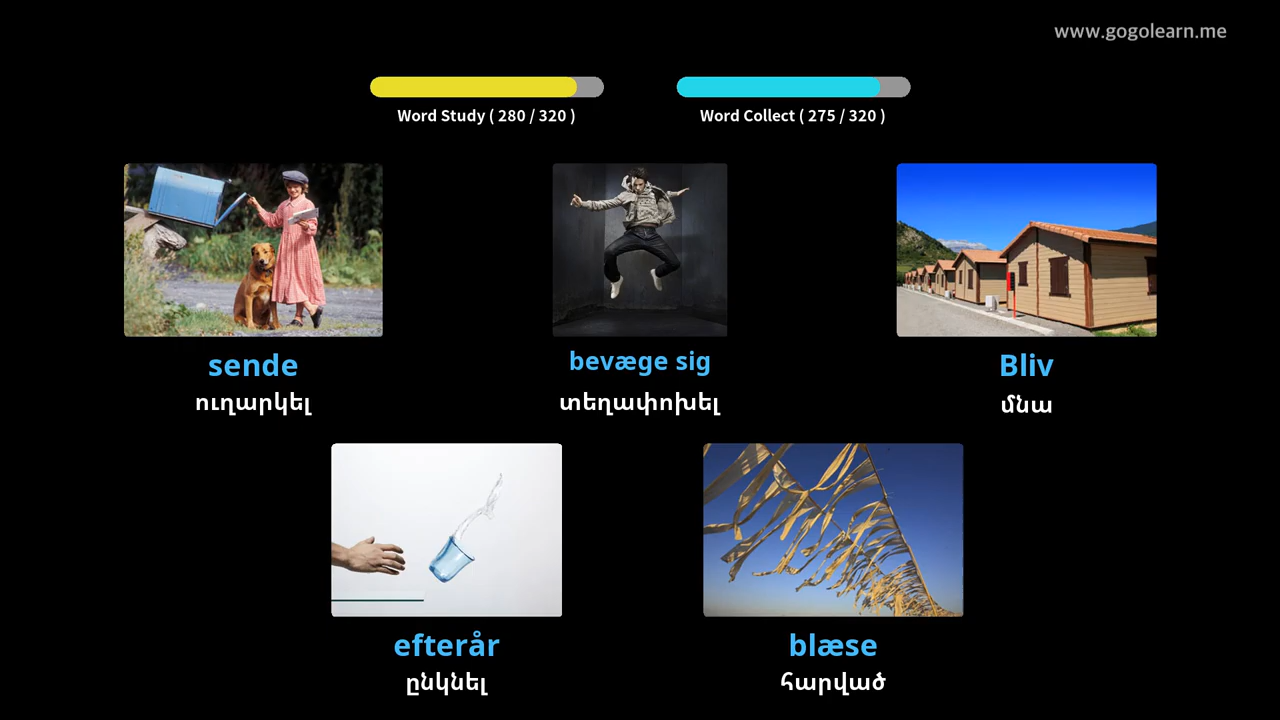 www.gogolearn.me
Word Study ( 280 / 320 )
Word Collect ( 275 / 320 )
sende
ուղարկել
bevæge sig
տեղափոխել
Bliv
մնա
efterår
ընկնել
blæse
հարված